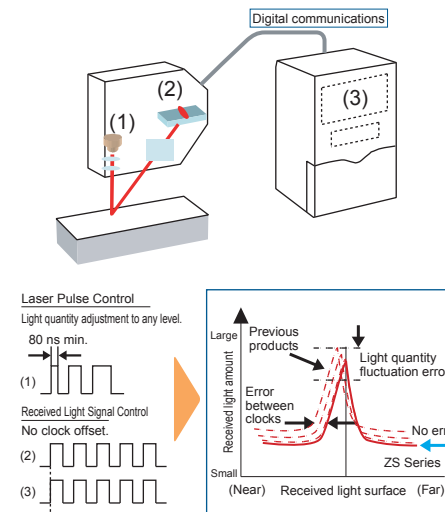 Digital communications
(1)
(2)
(3)
Laser Pulse Control
Light quantity adjustment to any level.
80 ns min.
(1)
Received Light Signal Control
No clock offset.
(2)
(3)
Large
Received light amount
Small
Previous
products
Error
between
clocks
Light quantity
fluctuation erro
No err
ZS Series
(Near)
Received light surface
(Far)